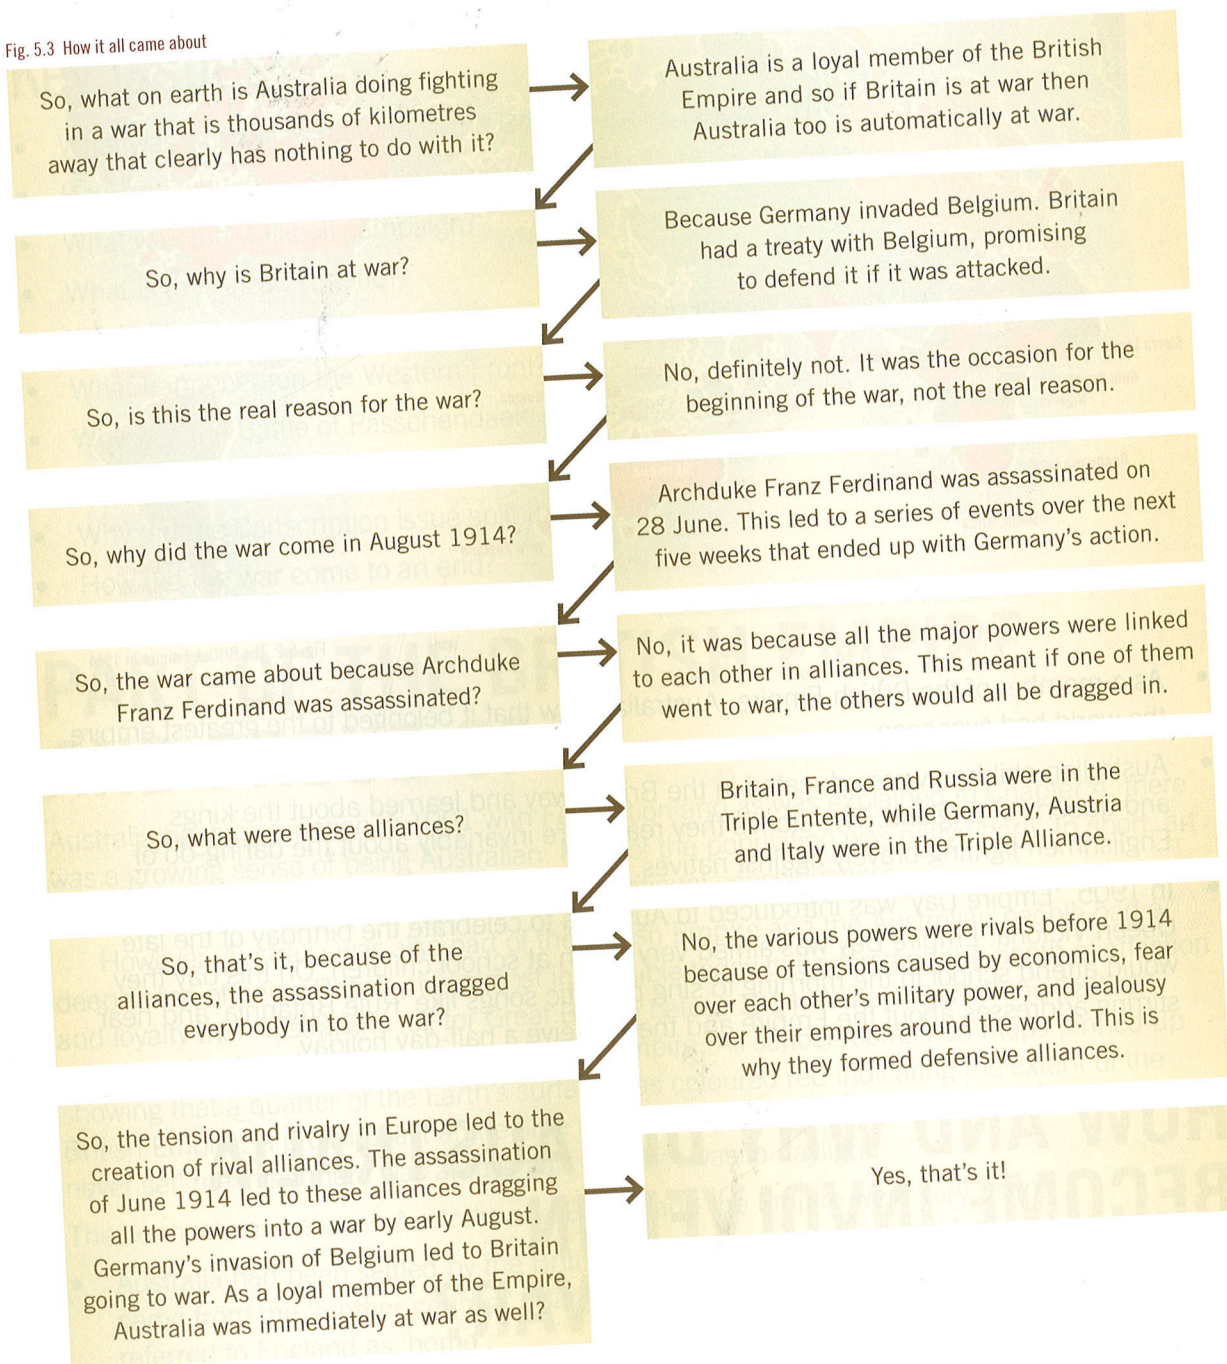 Fig. 5.3 How it all came about
So, what on earth is Australia doing fighting
in a war that is thousands of kilometres
away that clearly has nothing to do with it?
Australia is a loyal member of the British
Empire and so if Britain is at war then
Australia too is automatically at war.
So, why is Britain at war?
Because Germany invaded Belgium. Britain
had a treaty with Belgium, promising
to defend it if it was attacked.
So, is this the real reason for the war?
No, definitely not. It was the occasion for the
beginning of the war, not the real reason.
So, why did the war come in August 1914?
Archduke Franz Ferdinand was assassinated on
28 June. This led to a series of events over the next
five weeks that ended up with Germany's action.
So, the war came about because Archduke
Franz Ferdinand was assassinated?
No, it was because all the major powers were linked
to each other in alliances. This meant if one of them
went to war, the others would all be dragged in.
So, what were these alliances?
Britain, France and Russia were in the
Triple Entente, while Germany, Austria
and Italy were in the Triple Alliance.
So, that's it, because of the
alliances, the assassination dragged
everybody in to the war?
No, the various powers were rivals before 1914
because of tensions caused by economics, fear
over each other's military power, and jealousy
over their empires around the world. This is
why they formed defensive alliances.
So, the tension and rivalry in Europe led to the
creation of rival alliances. The assassination
of June 1914 led to these alliances dragging
all the powers into a war by early August.
Germany's invasion of Belgium led to Britain
going to war. As a loyal member of the Empire,
Australia was immediately at war as well?
Yes, that's it!